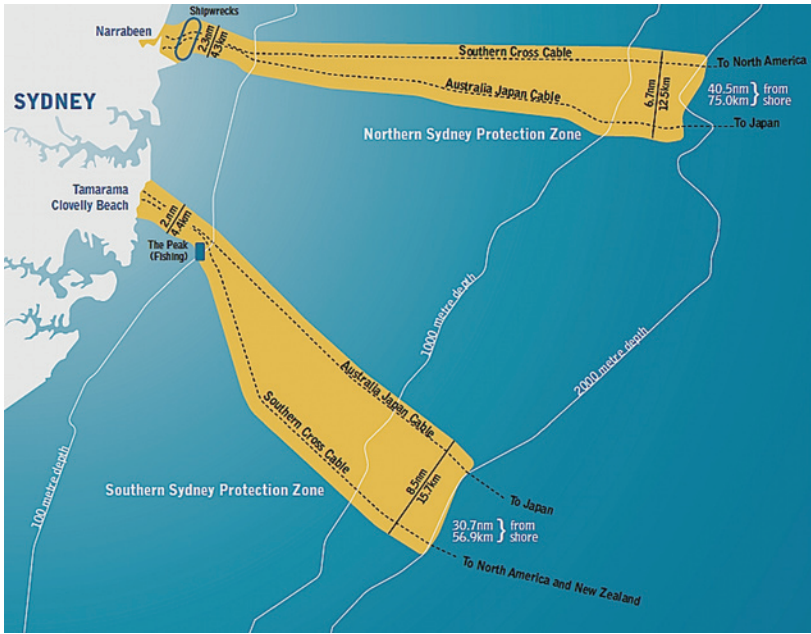 Shipwrecks
Narrabeen
2.3nm
4.3km
Southern Cross Cable
To North America
Australia Japan Cable
6.7nm
12.5km
40.5nm
75.0km
from
shore
SYDNEY
To Japan
Northern Sydney Protection Zone
Tamarama
Clovelly Beach
2.nm
4.4km
The Peak
(Fishing)
1000 metre depth
2000 metre depth
Australia Japan Cable
Southern Cross Cable
100 metre depth
8.5nm
15.7km
Southern Sydney Protection Zone
To Japan
30.7nm
56.9km
from
shore
To North America and New Zealand